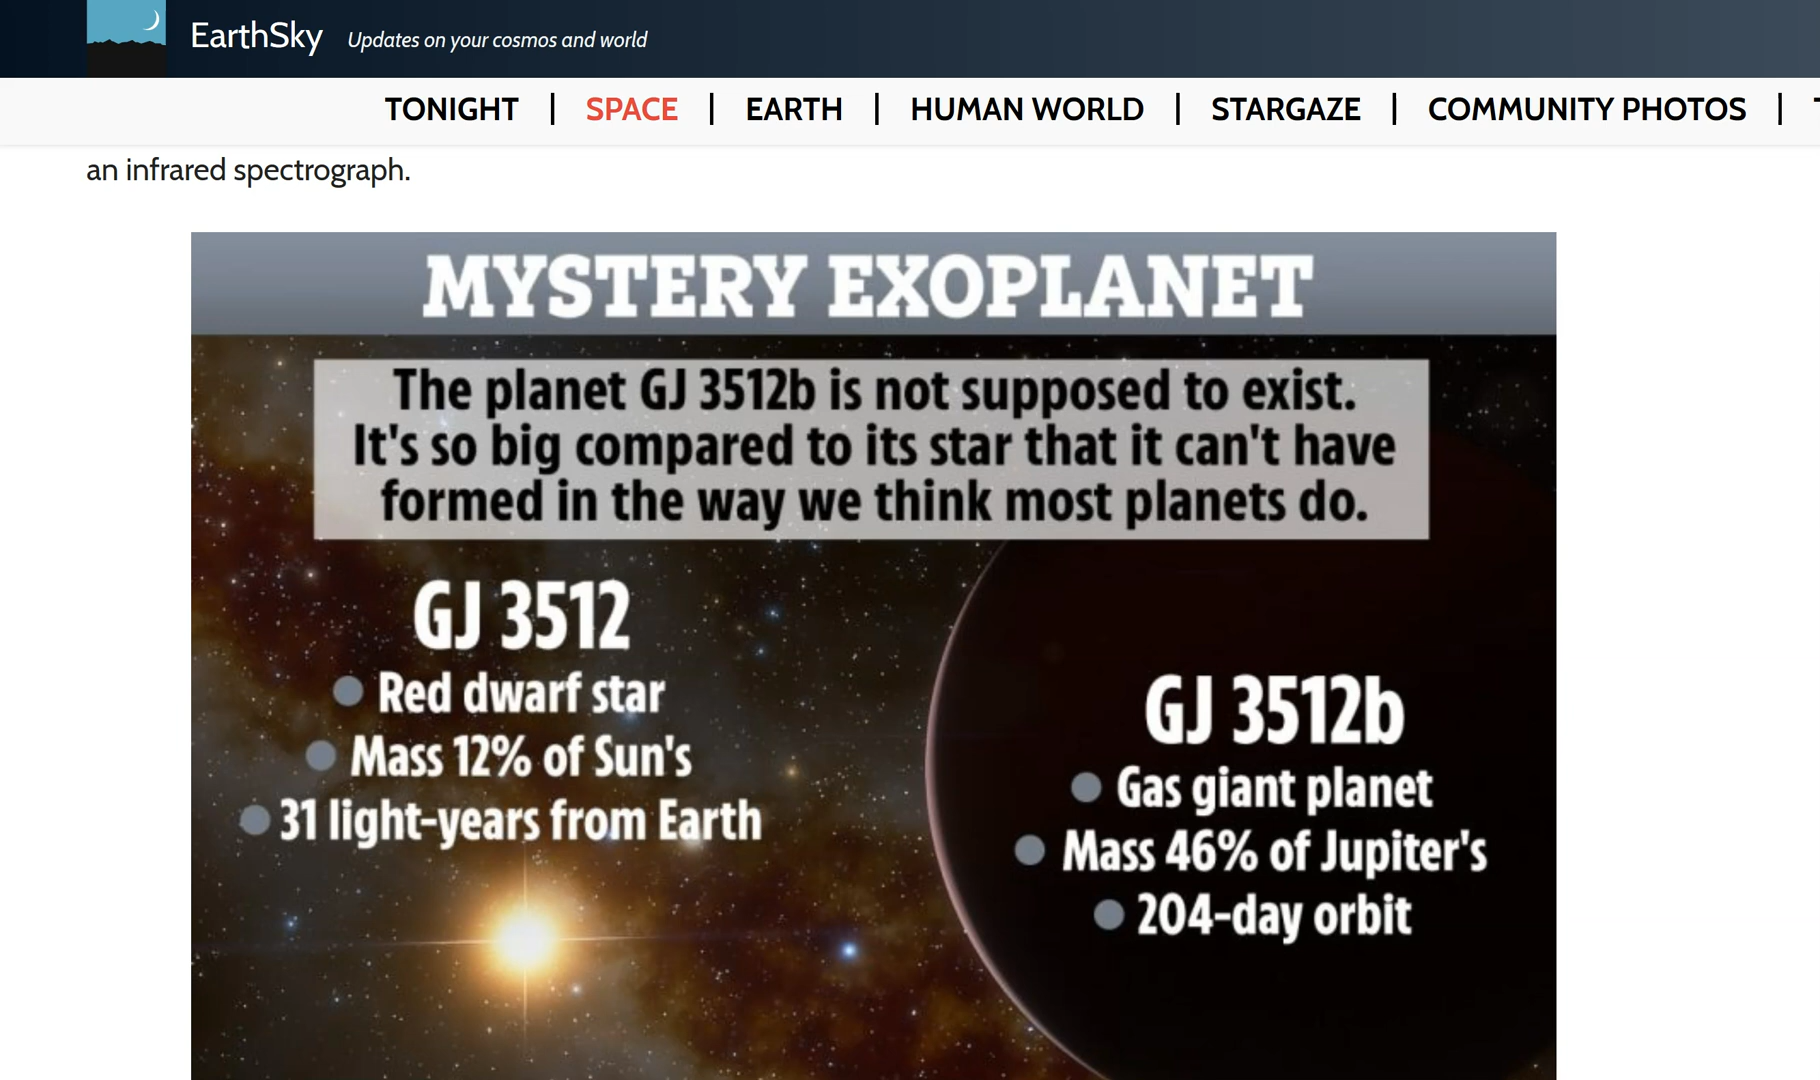 EarthSky Updates on your cosmos and world
TONIGHT | SPACE | EARTH | HUMAN WORLD | STARGAZE | COMMUNITY PHOTOS |
an infrared spectrograph.
MYSTERY EXOPLANET
The planet GJ 3512b is not supposed to exist.
It's so big compared to its star that it can't have
formed in the way we think most planets do.
GJ 3512
● Red dwarf star
● Mass 12% of Sun's
● 31 light-years from Earth
GJ 3512b
● Gas giant planet
● Mass 46% of Jupiter's
● 204-day orbit